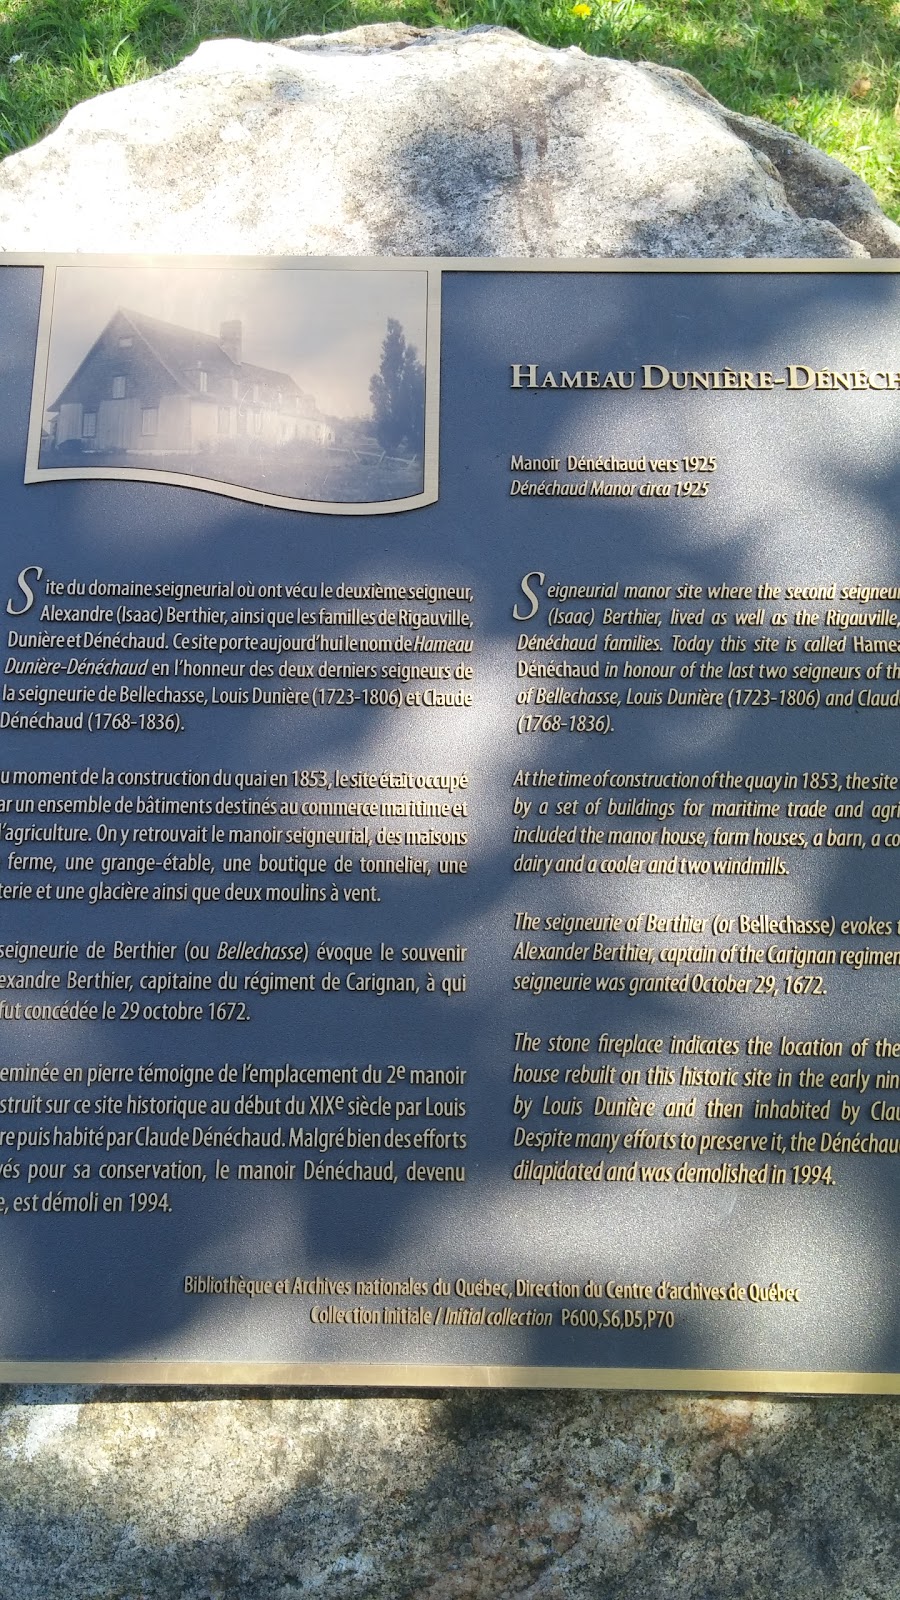 HAMEAU DUNIÈRE-DÉNÉCH
Manoir Dénéchaud vers 1925
Dénéchaud Manor circa 1925
Site du domaine seigneurial où ont vécu le deuxième seigneur,
Alexandre (Isaac) Berthier, ainsi que les familles de Rigauville,
Dunière et Dénéchaud. Ce site porte aujourd'hui le nom de Hameau
Dunière-Dénéchaud en l'honneur des deux derniers seigneurs de
la seigneurie de Bellechasse, Louis Dunière (1723-1806) et Claude
Dénéchaud (1768-1836).
u moment de la construction du quai en 1853, le site était occupé
ar un ensemble de bâtiments destinés au commerce maritime et
l'agriculture. On y retrouvait le manoir seigneurial, des maisons
ferme, une grange-étable, une boutique de tonnelier, une
terie et une glacière ainsi que deux moulins à vent.
seigneurie de Berthier (ou Bellechasse) évoque le souvenir
exandre Berthier, capitaine du régiment de Carignan, à qui
fut concédée le 29 octobre 1672.
eminée en pierre témoigne de l'emplacement du 2e manoir
struit sur ce site historique au début du XIXe siècle par Louis
re puis habité par Claude Dénéchaud. Malgré bien des efforts
vés pour sa conservation, le manoir Dénéchaud, devenu
e, est démoli en 1994.
Seigneurial manor site where the second seigneu
(Isaac) Berthier, lived as well as the Rigauville,
Dénéchaud families. Today this site is called Hamea
Dénéchaud in honour of the last two seigneurs of th
of Bellechasse, Louis Dunière (1723-1806) and Claud
(1768-1836).
At the time of construction of the quay in 1853, the site
by a set of buildings for maritime trade and agri
included the manor house, farm houses, a barn, a co
dairy and a cooler and two windmills.
The seigneurie of Berthier (or Bellechasse) evokes t
Alexander Berthier, captain of the Carignan regimen
seigneurie was granted October 29, 1672.
The stone fireplace indicates the location of the
house rebuilt on this historic site in the early nin
by Louis Dunière and then inhabited by Clau
Despite many efforts to preserve it, the Dénéchau
dilapidated and was demolished in 1994.
Bibliothèque et Archives nationales du Québec, Direction du Centre d'archives de Québec
Collection initiale / Initial collection P600,S6,D5,P70